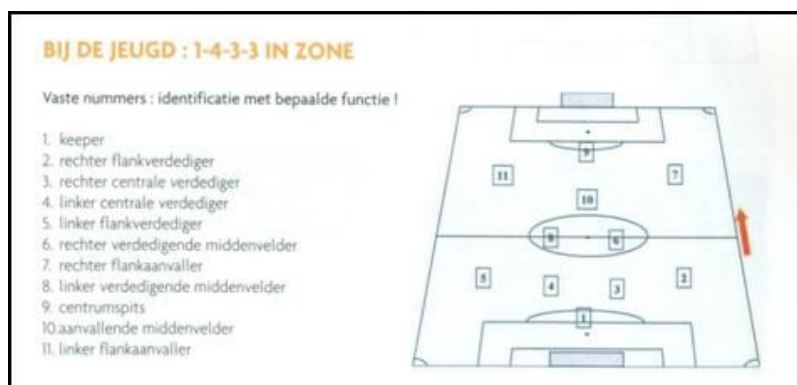 BIJ DE JEUGD : 1-4-3-3 IN ZONE
Vaste nummers : identificatie met bepaalde functie !
1. keeper
2. rechter flankverdediger
3. rechter centrale verdediger
4. linker centrale verdediger
5. linker flankverdediger
6. rechter verdedigende middenvelder
7. rechter flankaanvaller
8. linker verdedigende middenvelder
9. centrumspits
10.aanvallende middenvelder
11. linker flankaanvaller
9
11
7
10
8
6
5
4
3
2
1